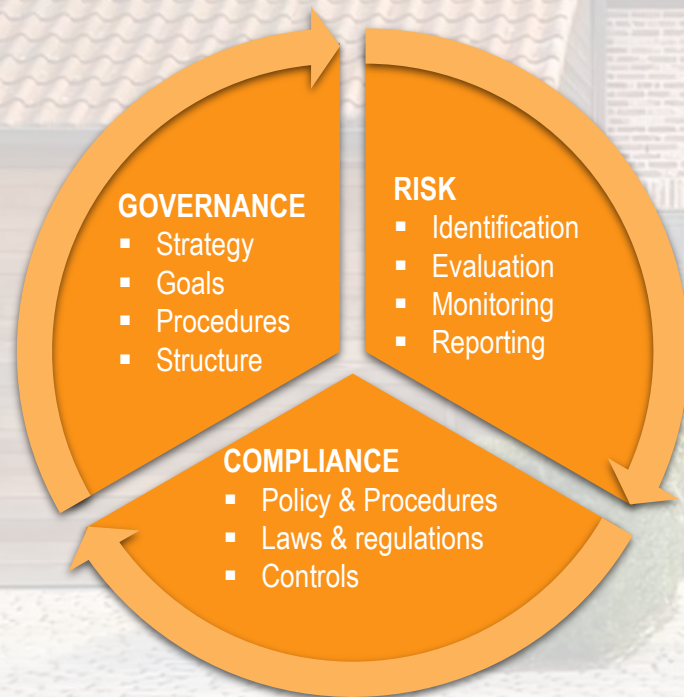 GOVERNANCE
▪ Strategy
▪ Goals
▪ Procedures
▪ Structure
RISK
▪ Identification
▪ Evaluation
▪ Monitoring
▪ Reporting
COMPLIANCE
▪ Policy & Procedures
▪ Laws & regulations
▪ Controls